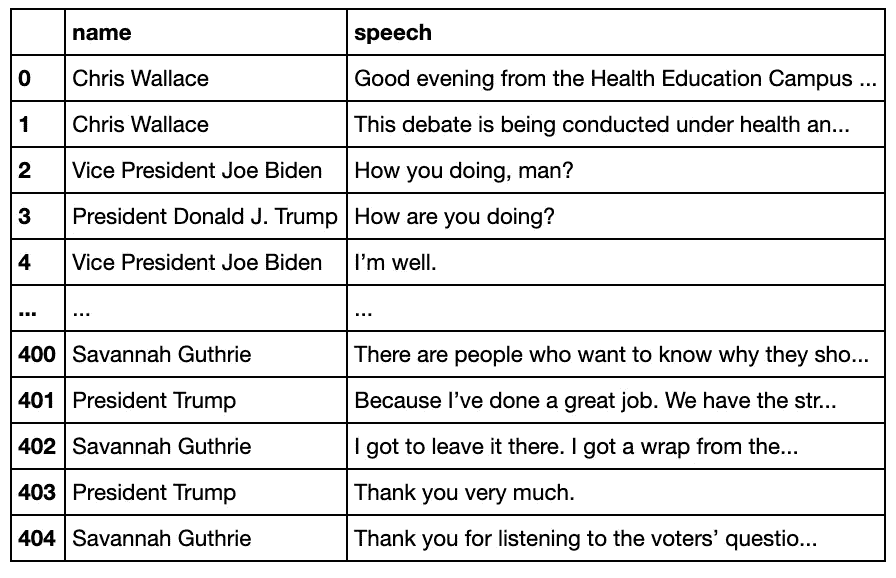 name speech
0 Chris Wallace Good evening from the Health Education Campus ...
1 Chris Wallace This debate is being conducted under health an...
2 Vice President Joe Biden How you doing, man?
3 President Donald J. Trump How are you doing?
4 Vice President Joe Biden I’m well.
... ... ...
400 Savannah Guthrie There are people who want to know why they sho...
401 President Trump Because I’ve done a great job. We have the str...
402 Savannah Guthrie I got to leave it there. I got a wrap from the...
403 President Trump Thank you very much.
404 Savannah Guthrie Thank you for listening to the voters’ questio...